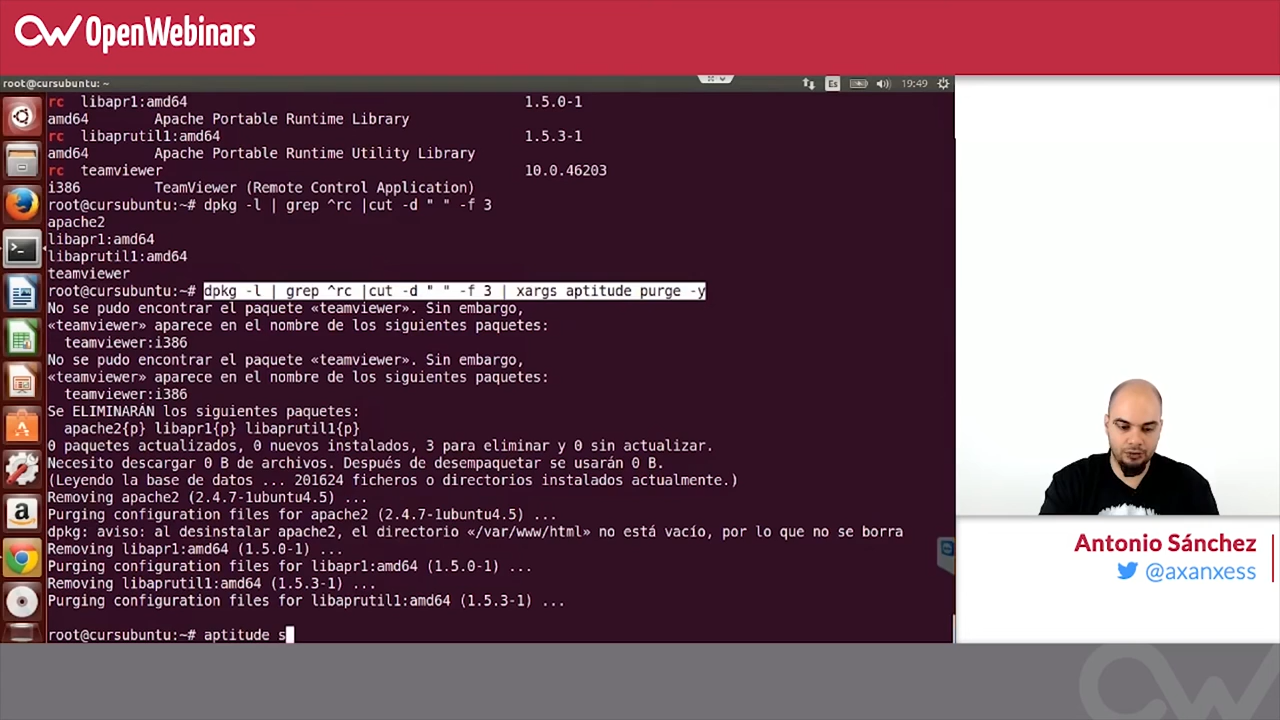 OpenWebinars
root@cursubuntu: ~
Es
19:49
rc  libapr1:amd64                                         1.5.0-1
amd64        Apache Portable Runtime Library
rc  libaprutil1:amd64                                     1.5.3-1
amd64        Apache Portable Runtime Utility Library
rc  teamviewer                                            10.0.46203
i386         TeamViewer (Remote Control Application)
root@cursubuntu:~# dpkg -l | grep ^rc |cut -d " " -f 3
apache2
libapr1:amd64
libaprutil1:amd64
teamviewer
root@cursubuntu:~# dpkg -l | grep ^rc |cut -d " " -f 3 | xargs aptitude purge -y
No se pudo encontrar el paquete «teamviewer». Sin embargo,
«teamviewer» aparece en el nombre de los siguientes paquetes:
  teamviewer:i386
No se pudo encontrar el paquete «teamviewer». Sin embargo,
«teamviewer» aparece en el nombre de los siguientes paquetes:
  teamviewer:i386
Se ELIMINARÁN los siguientes paquetes:
  apache2{p} libapr1{p} libaprutil1{p}
0 paquetes actualizados, 0 nuevos instalados, 3 para eliminar y 0 sin actualizar.
Necesito descargar 0 B de archivos. Después de desempaquetar se usarán 0 B.
(Leyendo la base de datos ... 201624 ficheros o directorios instalados actualmente.)
Removing apache2 (2.4.7-1ubuntu4.5) ...
Purging configuration files for apache2 (2.4.7-1ubuntu4.5) ...
dpkg: aviso: al desinstalar apache2, el directorio «/var/www/html» no está vacío, por lo que no se borra
Removing libapr1:amd64 (1.5.0-1) ...
Purging configuration files for libapr1:amd64 (1.5.0-1) ...
Removing libaprutil1:amd64 (1.5.3-1) ...
Purging configuration files for libaprutil1:amd64 (1.5.3-1) ...
root@cursubuntu:~# aptitude s
Antonio Sánchez
@axanxess